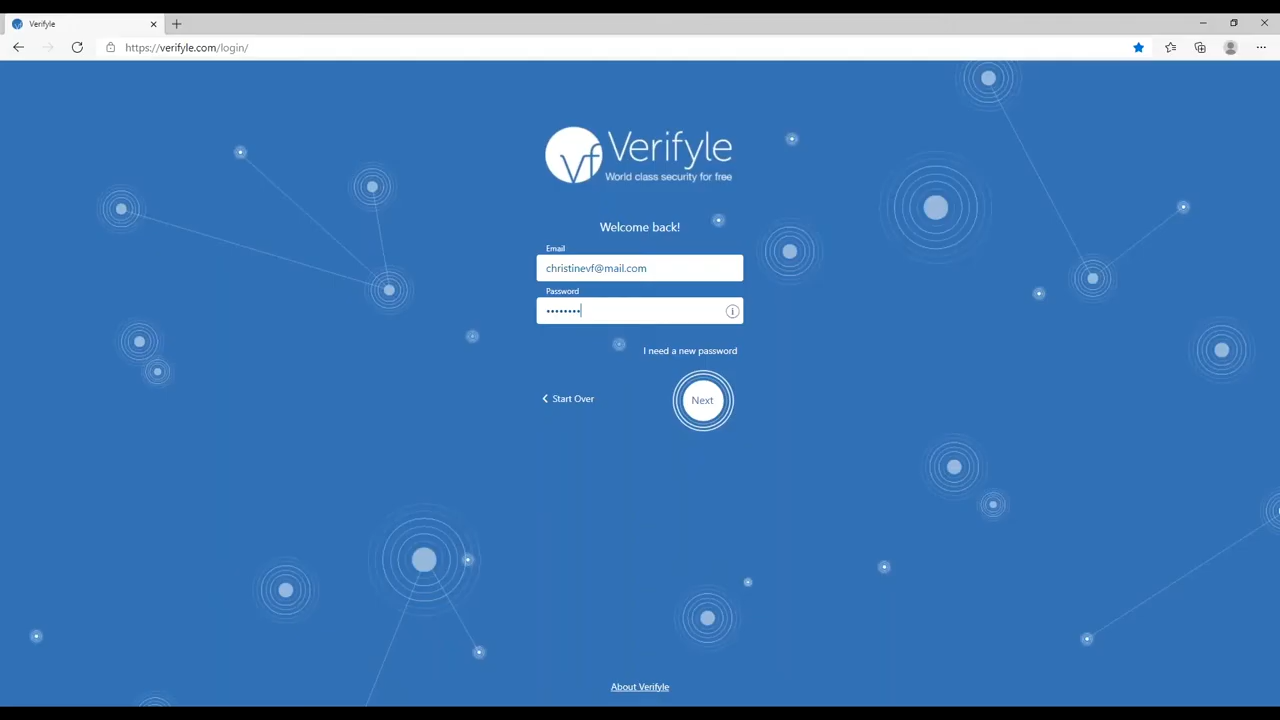 Verifyle
https://verifyle.com/login/
Vf Verifyle
World class security for free
Welcome back!
Email
christinevf@mail.com
Password
••••••••
I need a new password
Start Over
Next
About Verifyle